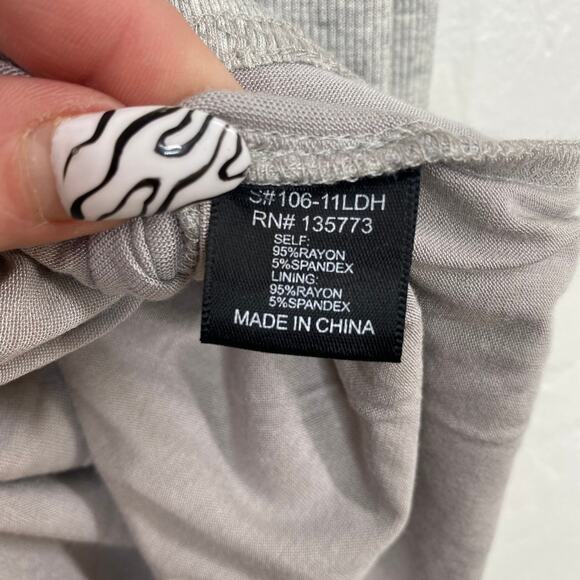 S#106-11LDH
RN# 135773
SELF:
95%RAYON
5%SPANDEX
LINING:
95%RAYON
5%SPANDEX
MADE IN CHINA